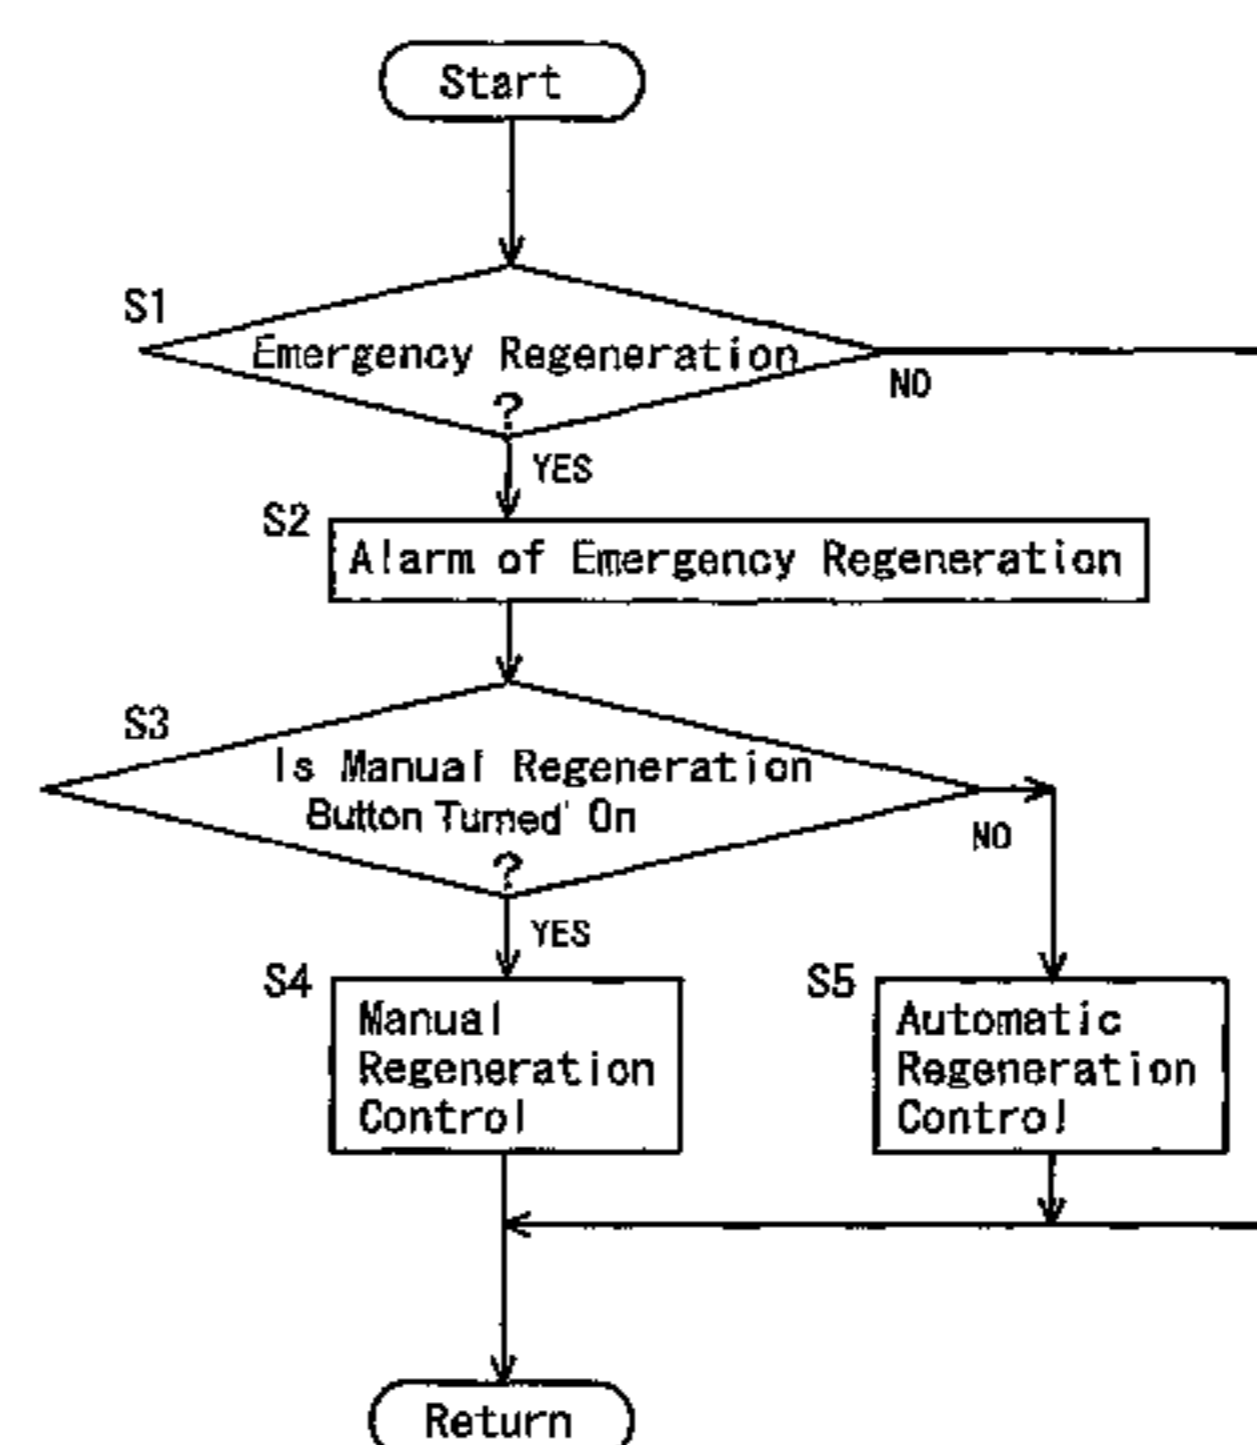 Start
S1
Emergency Regeneration
?
NO
YES
S2
Alarm of Emergency Regeneration
S3
Is Manual Regeneration
Button Turned On
?
NO
YES
S4
Manual
Regeneration
Control
S5
Automatic
Regeneration
Control
Return